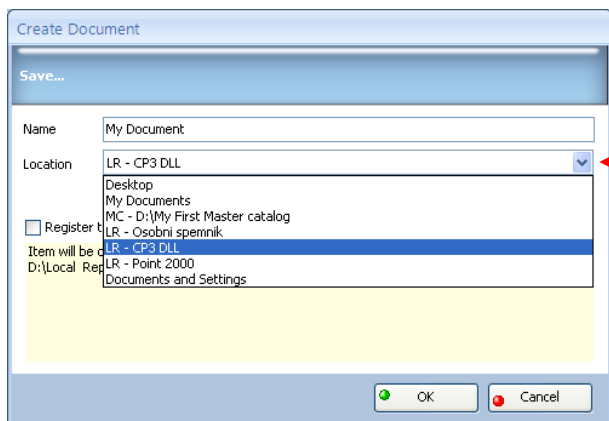 Create Document
Save...
Name My Document
Location LR - CP3 DLL
Desktop
My Documents
MC - D:\My First Master catalog
LR - Osobni spemnik
LR - CP3 DLL
LR - Point 2000
Documents and Settings
Register
Item will be
D:\Local
OK Cancel